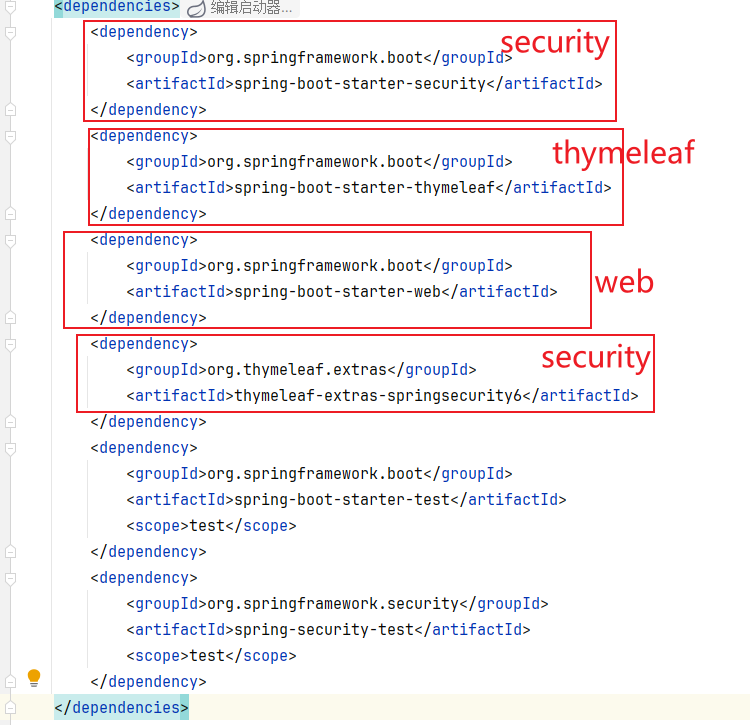 <dependencies> 编辑启动器...
<dependency>
<groupId>org.springframework.boot</groupId>
security
<artifactId>spring-boot-starter-security</artifactId>
</dependency>
<dependency>
<groupId>org.springframework.boot</groupId>
thymeleaf
<artifactId>spring-boot-starter-thymeleaf</artifactId>
</dependency>
<dependency>
<groupId>org.springframework.boot</groupId>
web
<artifactId>spring-boot-starter-web</artifactId>
</dependency>
<dependency>
security
<groupId>org.thymeleaf.extras</groupId>
<artifactId>thymeleaf-extras-springsecurity6</artifactId>
</dependency>
<dependency>
<groupId>org.springframework.boot</groupId>
<artifactId>spring-boot-starter-test</artifactId>
<scope>test</scope>
</dependency>
<dependency>
<groupId>org.springframework.security</groupId>
<artifactId>spring-security-test</artifactId>
<scope>test</scope>
</dependency>
</dependencies>